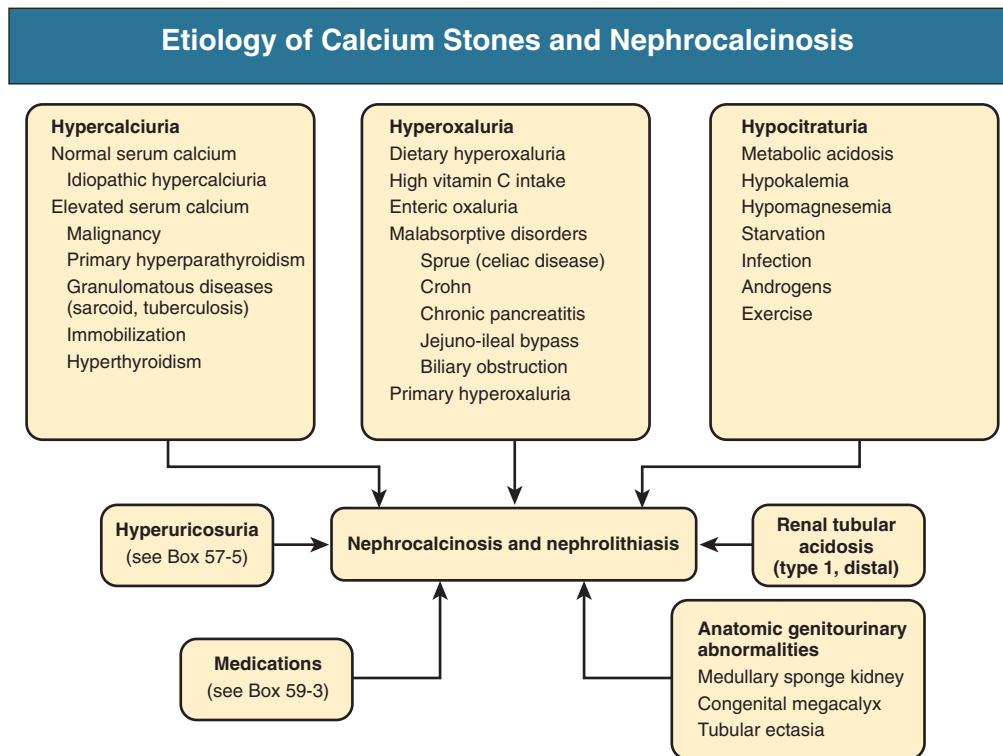 Etiology of Calcium Stones and Nephrocalcinosis
Hypercalciuria
Normal serum calcium
Idiopathic hypercalciuria
Elevated serum calcium
Malignancy
Primary hyperparathyroidism
Granulomatous diseases
(sarcoid, tuberculosis)
Immobilization
Hyperthyroidism
Hyperoxaluria
Dietary hyperoxaluria
High vitamin C intake
Enteric oxaluria
Malabsorptive disorders
Sprue (celiac disease)
Crohn
Chronic pancreatitis
Jejuno-ileal bypass
Biliary obstruction
Primary hyperoxaluria
Hypocitraturia
Metabolic acidosis
Hypokalemia
Hypomagnesemia
Starvation
Infection
Androgens
Exercise
Hyperuricosuria
(see Box 57-5)
Nephrocalcinosis and nephrolithiasis
Renal tubular
acidosis
(type 1, distal)
Medications
(see Box 59-3)
Anatomic genitourinary
abnormalities
Medullary sponge kidney
Congenital megacalyx
Tubular ectasia